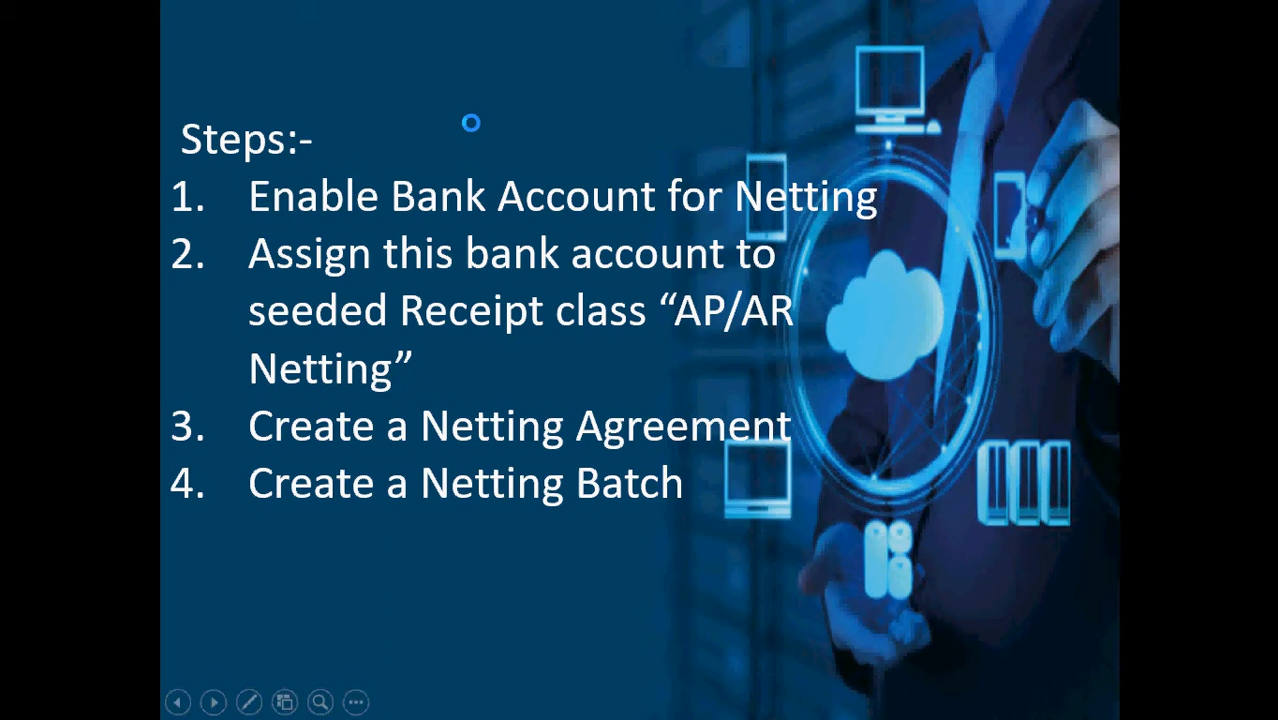 Steps:-
1. Enable Bank Account for Netting
2. Assign this bank account to
seeded Receipt class “AP/AR
Netting”
3. Create a Netting Agreement
4. Create a Netting Batch